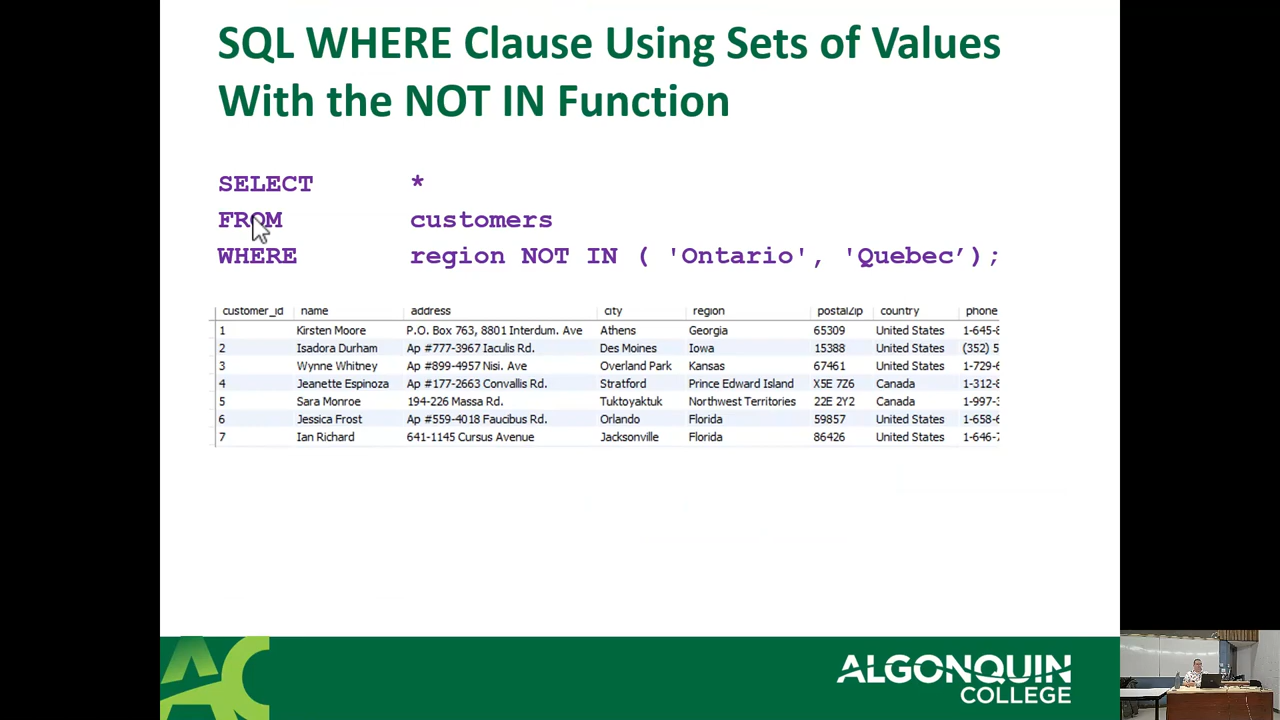 SQL WHERE Clause Using Sets of Values
With the NOT IN Function
SELECT *
FROM customers
WHERE region NOT IN ( 'Ontario', 'Quebec’);
customer_id name address city region postalZip country phone
1 Kirsten Moore P.O. Box 763, 8801 Interdum. Ave Athens Georgia 65309 United States 1-645-8
2 Isadora Durham Ap #777-3967 Iaculis Rd. Des Moines Iowa 15388 United States (352) 5
3 Wynne Whitney Ap #899-4957 Nisi. Ave Overland Park Kansas 67461 United States 1-729-6
4 Jeanette Espinoza Ap #177-2663 Convallis Rd. Stratford Prince Edward Island X5E 7Z6 Canada 1-312-8
5 Sara Monroe 194-226 Massa Rd. Tuktoyaktuk Northwest Territories 22E 2Y2 Canada 1-997-3
6 Jessica Frost Ap #559-4018 Faucibus Rd. Orlando Florida 59857 United States 1-658-6
7 Ian Richard 641-1145 Cursus Avenue Jacksonville Florida 86426 United States 1-646-7
AC
ALGONQUIN
COLLEGE